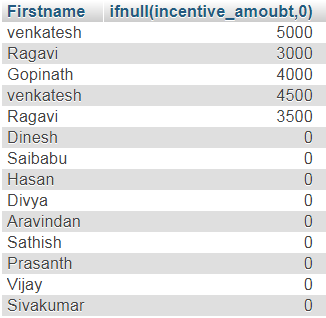 Firstname ifnull(incentive_amoubt,0)
venkatesh 5000
Ragavi 3000
Gopinath 4000
venkatesh 4500
Ragavi 3500
Dinesh 0
Saibabu 0
Hasan 0
Divya 0
Aravindan 0
Sathish 0
Prasanth 0
Vijay 0
Sivakumar 0